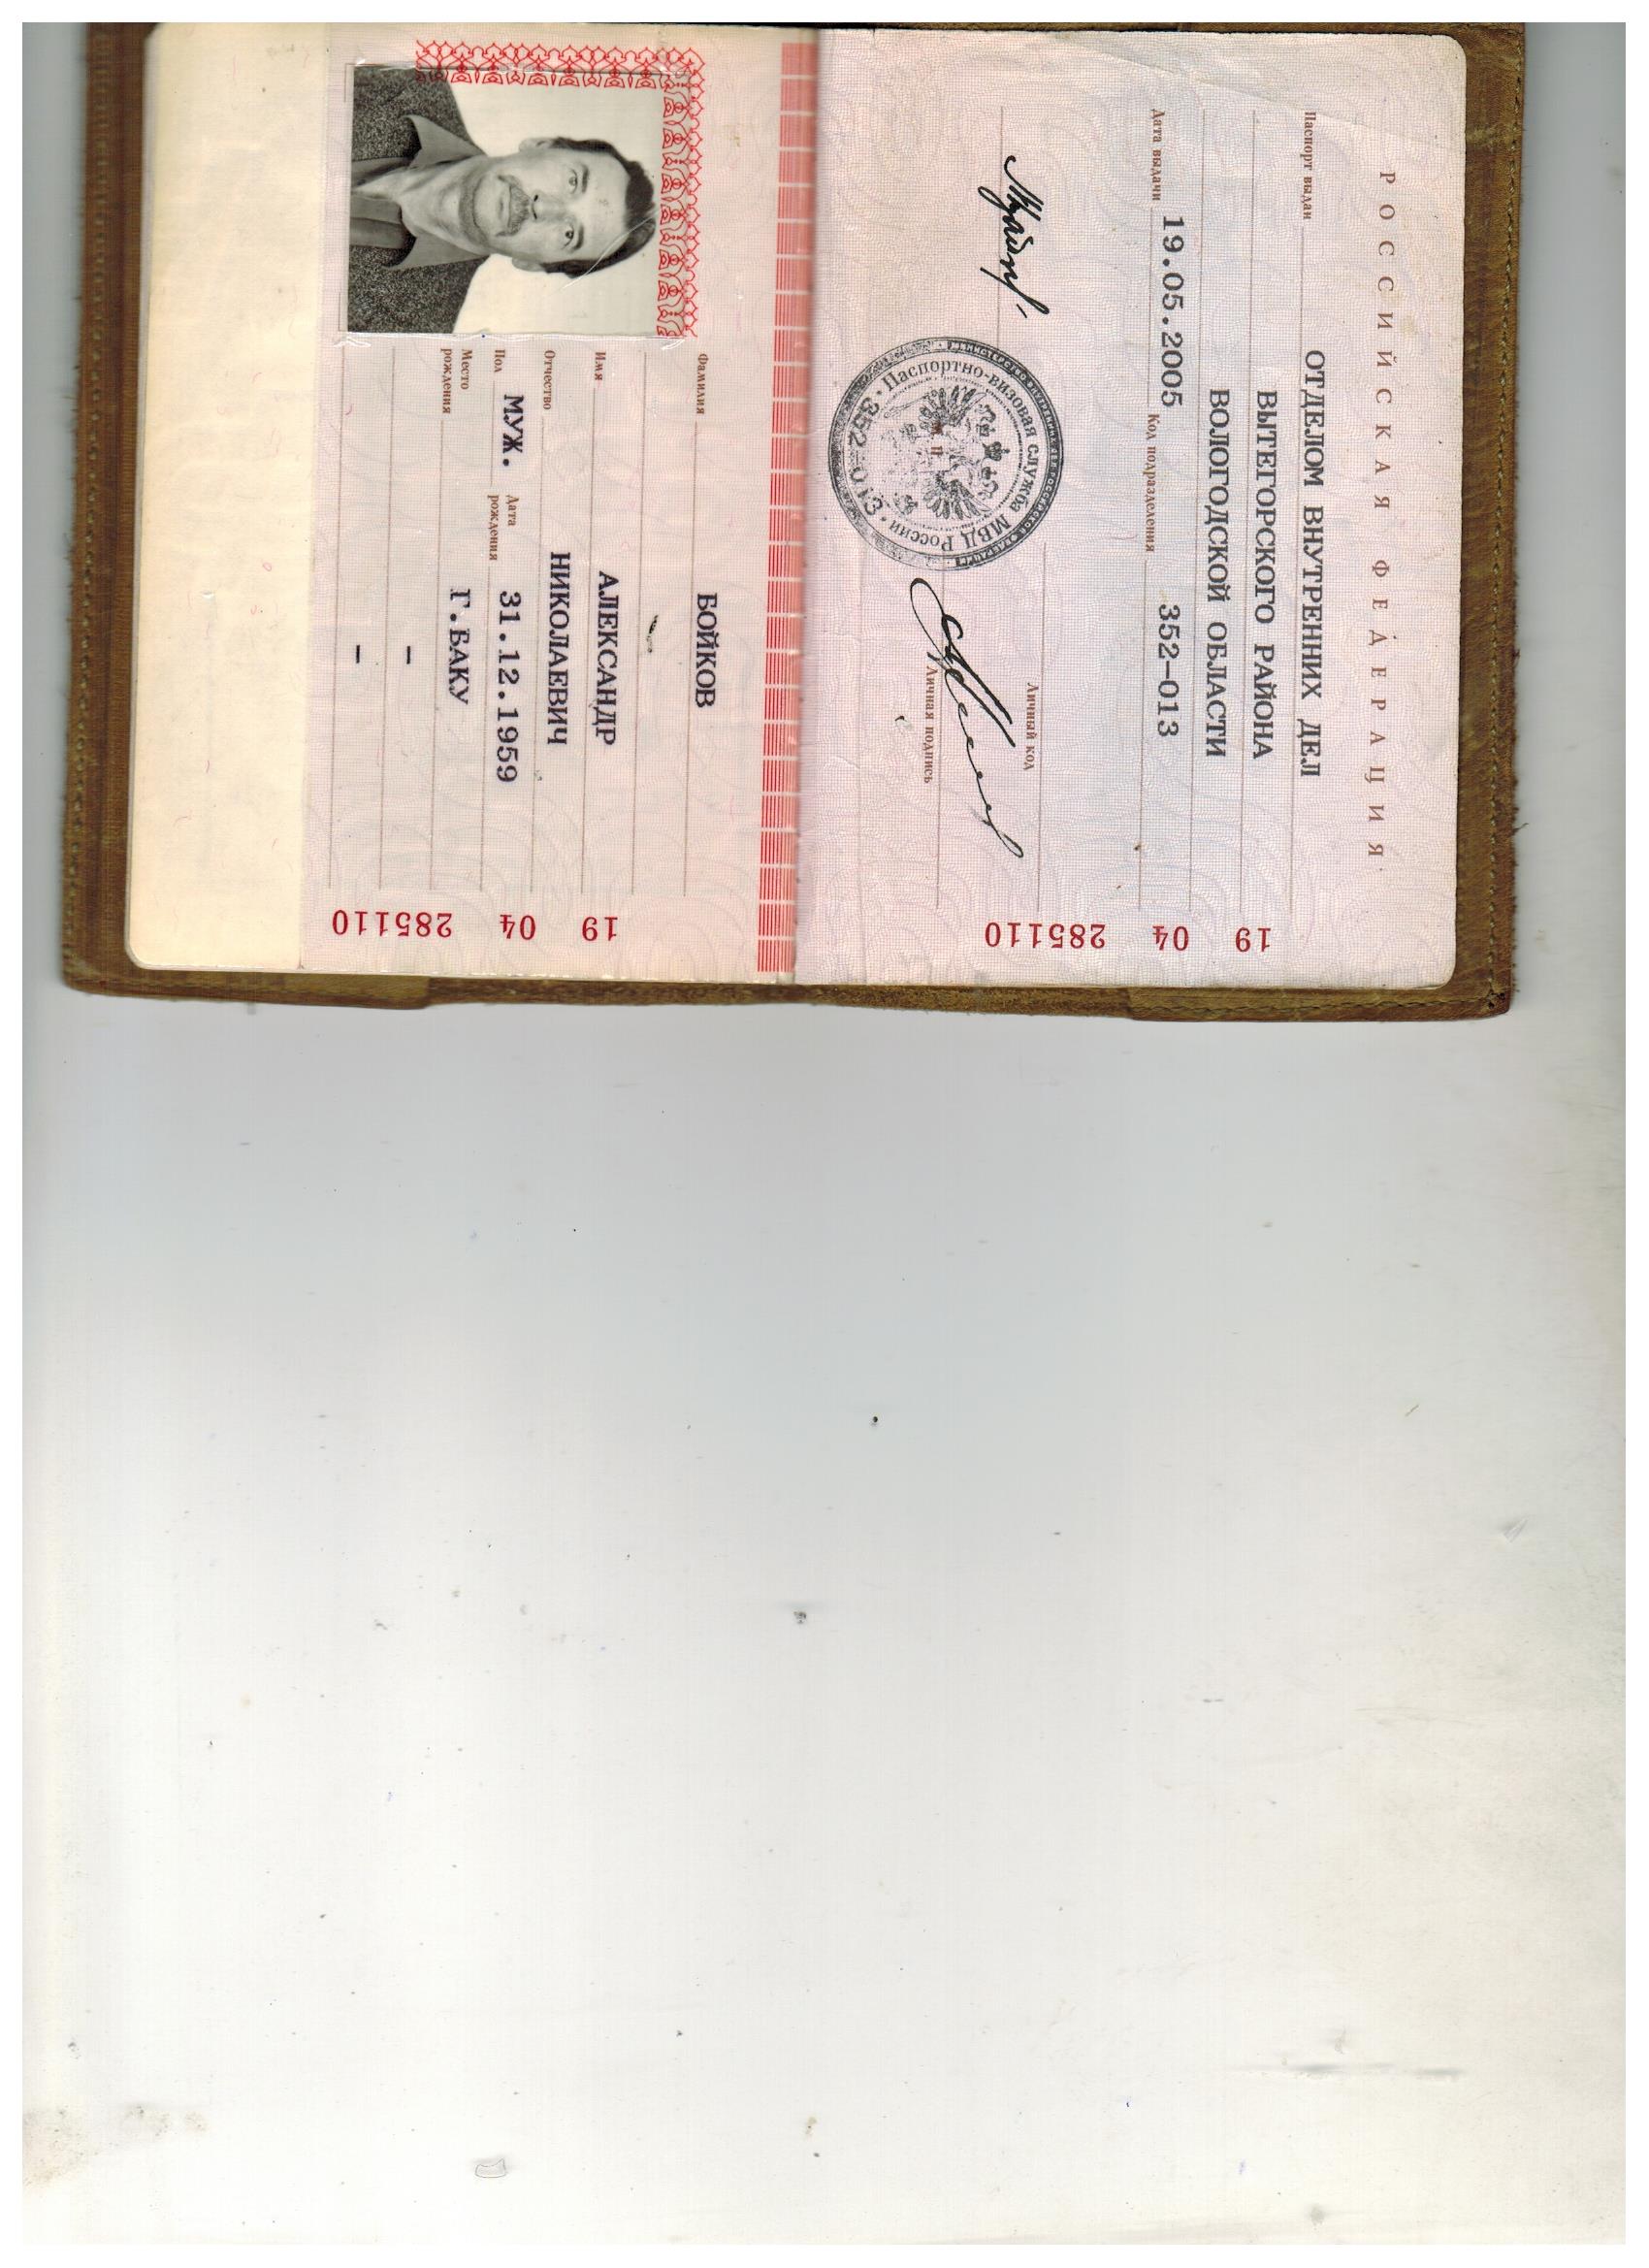 РОССИЙСКАЯ ФЕДЕРАЦИЯ
Паспорт выдан ОТДЕЛОМ ВНУТРЕННИХ ДЕЛ
ВЫТЕГОРСКОГО РАЙОНА
ВОЛОГОДСКОЙ ОБЛАСТИ
Дата выдачи 19.05.2005 Код подразделения 352-013
Личный код
Личная подпись
Паспортно-визовая служба МВД России
352-013
М.П.
19 04 285110
Фамилия БОЙКОВ
Имя АЛЕКСАНДР
Отчество НИКОЛАЕВИЧ
Пол МУЖ. Дата рождения 31.12.1959
Место рождения Г.БАКУ
-
-
19 04 285110